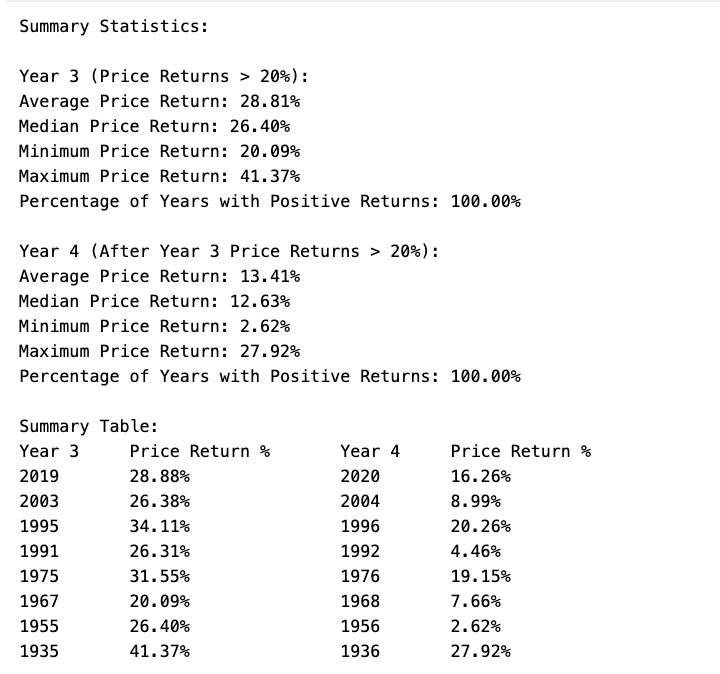 Summary Statistics:
Year 3 (Price Returns > 20%):
Average Price Return: 28.81%
Median Price Return: 26.40%
Minimum Price Return: 20.09%
Maximum Price Return: 41.37%
Percentage of Years with Positive Returns: 100.00%
Year 4 (After Year 3 Price Returns > 20%):
Average Price Return: 13.41%
Median Price Return: 12.63%
Minimum Price Return: 2.62%
Maximum Price Return: 27.92%
Percentage of Years with Positive Returns: 100.00%
Summary Table:
Year 3 Price Return % Year 4 Price Return %
2019 28.88% 2020 16.26%
2003 26.38% 2004 8.99%
1995 34.11% 1996 20.26%
1991 26.31% 1992 4.46%
1975 31.55% 1976 19.15%
1967 20.09% 1968 7.66%
1955 26.40% 1956 2.62%
1935 41.37% 1936 27.92%